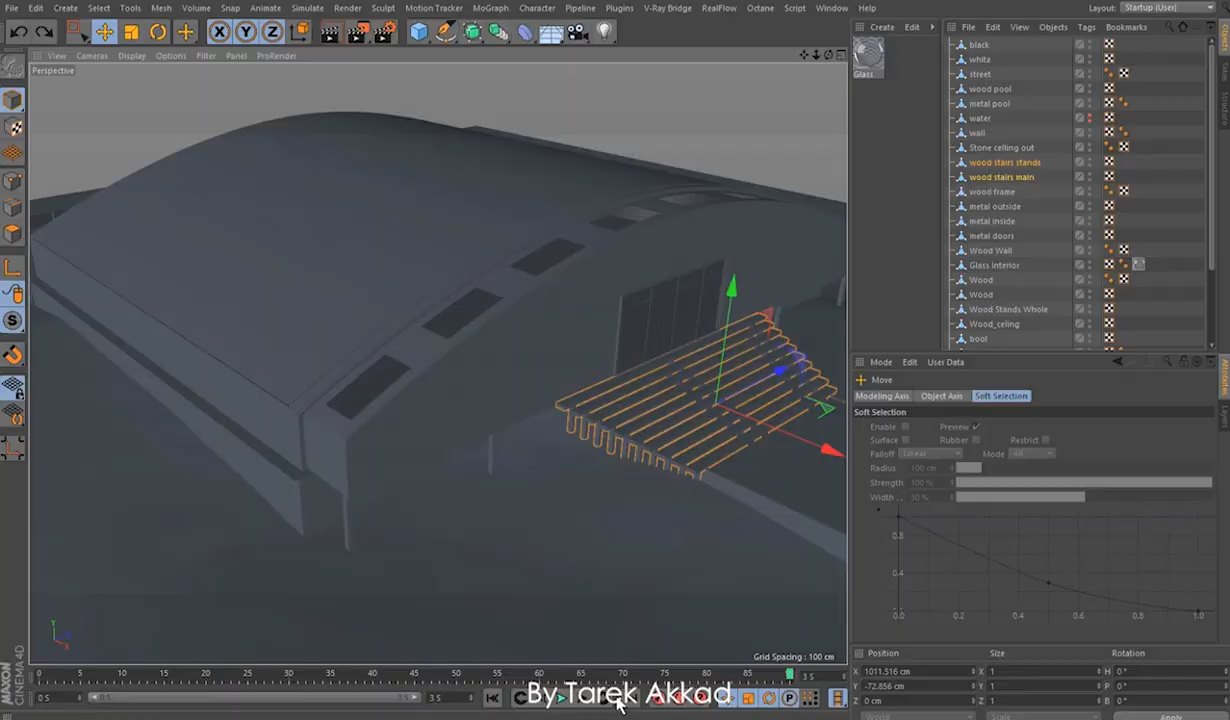 File Edit Create Select Tools Mesh Volume Snap Animate Simulate Render Sculpt Motion Tracker MoGraph Character Pipeline Plugins V-Ray Bridge RealFlow Octane Script Window Help Layout: Startup (User)
X Y Z
Create Edit
File Edit View Objects Tags Bookmarks
View Cameras Display Options Filter Panel ProRender
Perspective
Glass
black
white
street
wood pool
metal pool
water
wall
Stone celling out
wood stairs stands
wood stairs main
wood frame
metal outside
metal inside
metal doors
Wood Wall
Glass Interior
Wood
Wood
Wood Stands Whole
Wood_celing
bool
Mode Edit User Data
Move
Modeling Axis Object Axis Soft Selection
Soft Selection
Enable Preview
Surface Rubber Restrict
Falloff Linear Mode All
Radius 100 cm
Strength 100 %
Width 50 %
0.8
0.4
0.0 0.2 0.4 0.6 0.8 1.0
Grid Spacing : 100 cm
Position Size Rotation
X 1011.516 cm X 1 H 0 °
Y -72.856 cm Y 1 P 0 °
Z 0 cm Z 1 B 0 °
World Scale Apply
0 5 10 15 20 25 30 35 40 45 50 55 60 65 70 75 80 85 3 S
0 S 0 S 3 S 3 S
By Tarek Akkad
MAXON CINEMA 4D